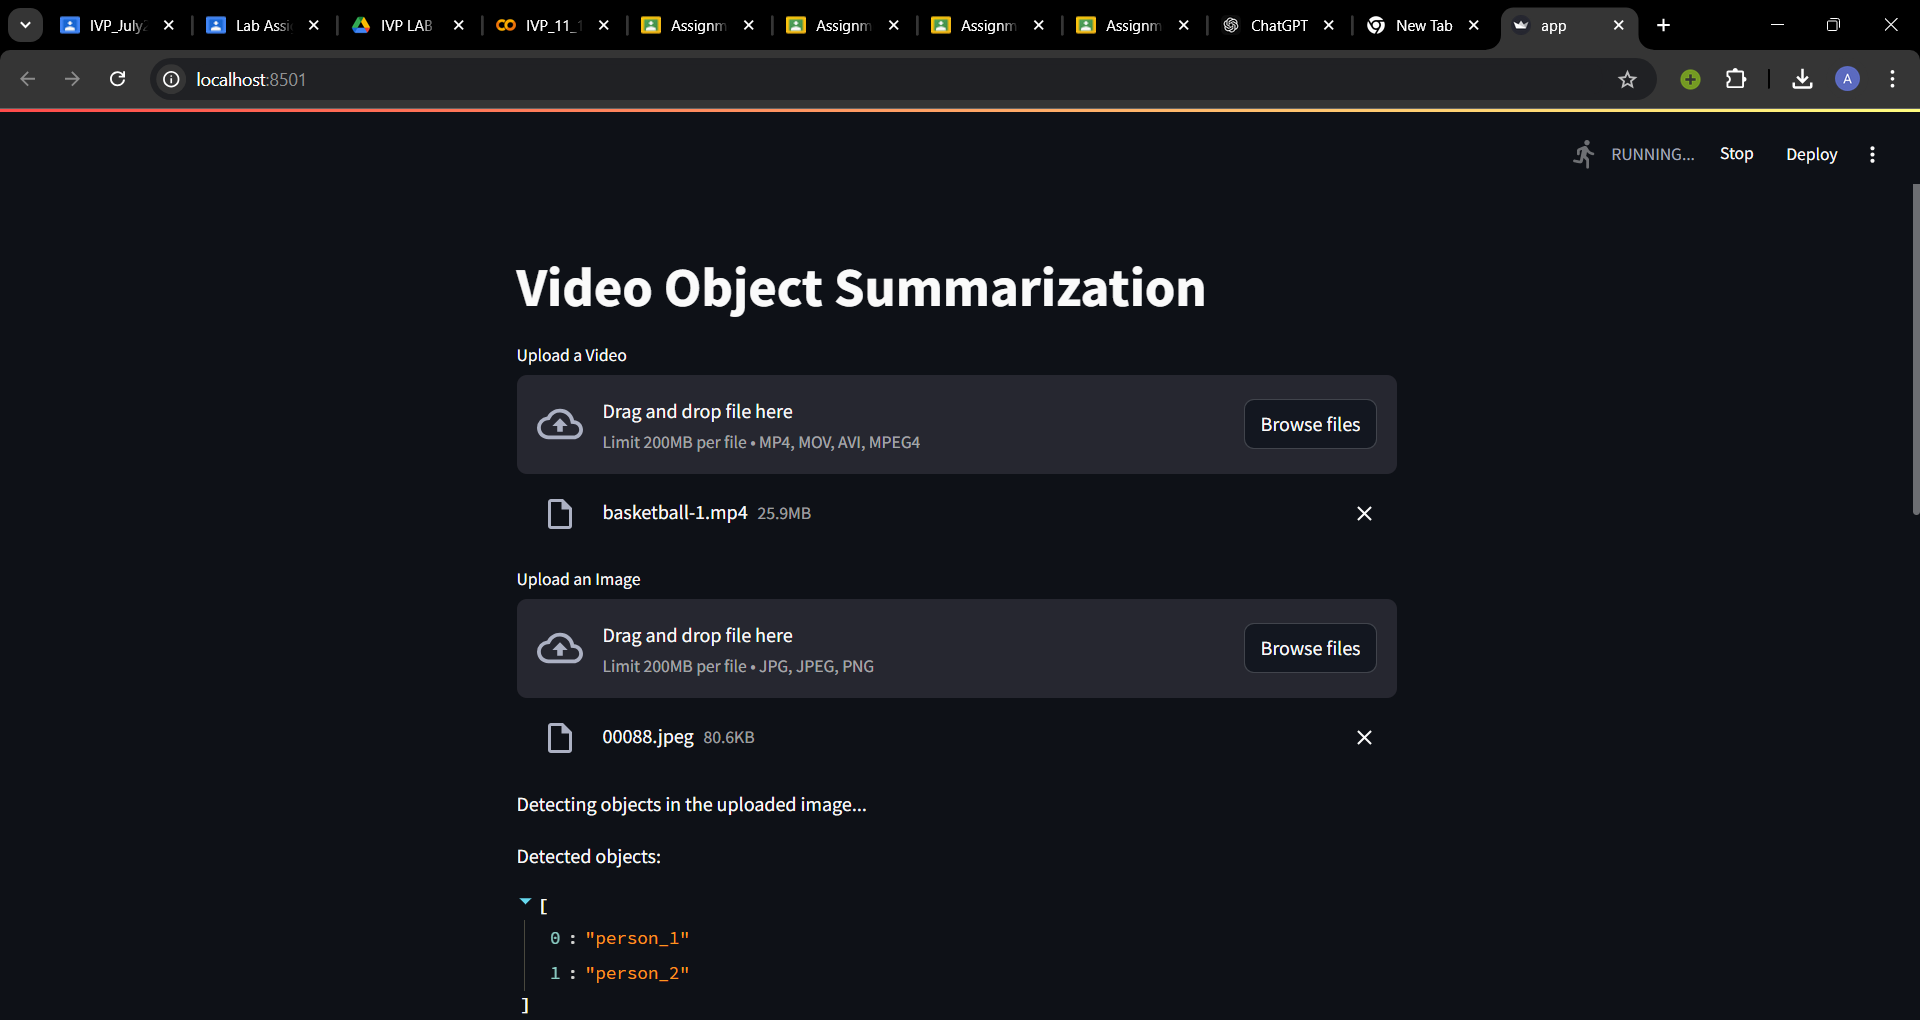 IVP_July2 Lab Assi IVP LAB IVP_11_1 Assignm Assignm Assignm Assignm ChatGPT New Tab app
localhost:8501 A
RUNNING... Stop Deploy
Video Object Summarization
Upload a Video
Drag and drop file here
Limit 200MB per file • MP4, MOV, AVI, MPEG4
Browse files
basketball-1.mp4 25.9MB
Upload an Image
Drag and drop file here
Limit 200MB per file • JPG, JPEG, PNG
Browse files
00088.jpeg 80.6KB
Detecting objects in the uploaded image...
Detected objects:
[
0 : "person_1"
1 : "person_2"
]